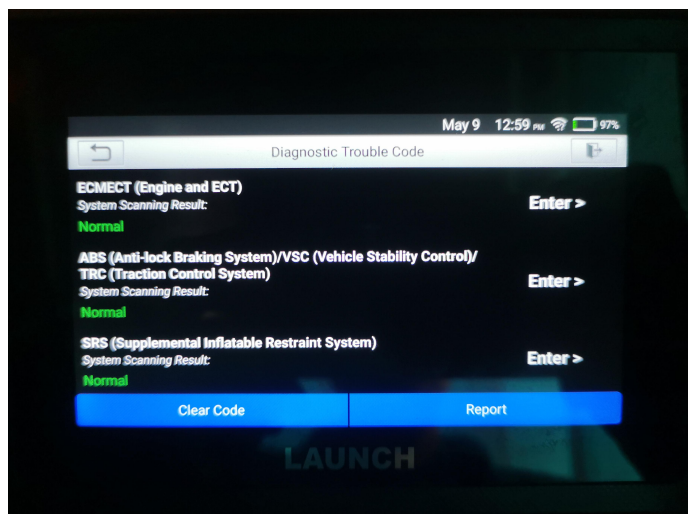 May 9 12:59 PM 97%
Diagnostic Trouble Code
ECMECT (Engine and ECT)
System Scanning Result:
Enter >
Normal
ABS (Anti-lock Braking System)/VSC (Vehicle Stability Control)/
TRC (Traction Control System)
System Scanning Result:
Enter >
Normal
SRS (Supplemental Inflatable Restraint System)
System Scanning Result:
Enter >
Normal
Clear Code Report
LAUNCH